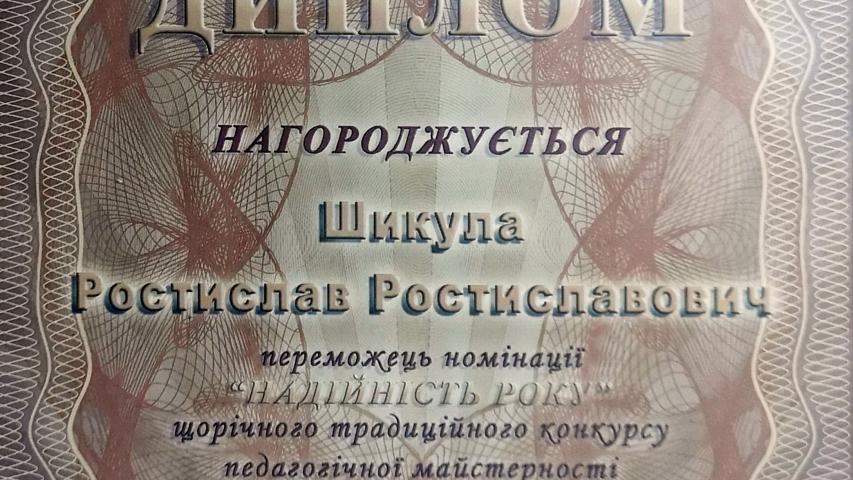 ДИПЛОМ
НАГОРОДЖУЄТЬСЯ
Шикула
Ростислав Ростиславович
переможець номінації
“НАДІЙНІСТЬ РОКУ”
щорічного традиційного конкурсу
педагогічної майстерності